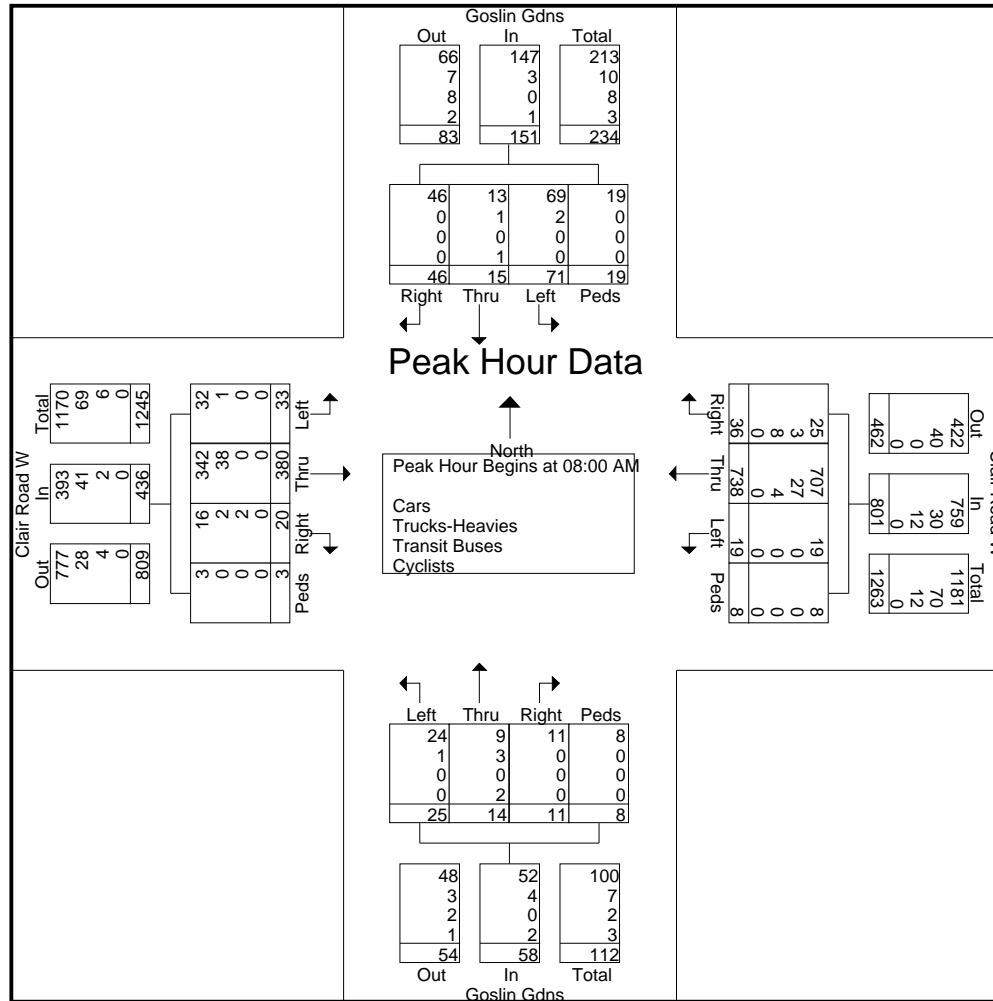 Goslin Gdns
Out In Total
66 147 213
7 3 10
8 0 8
2 1 3
83 151 234
46 13 69 19
0 1 2 0
0 0 0 0
0 1 0 0
46 15 71 19
Right Thru Left Peds
Peak Hour Data
Clair Road W
Total
1170
69
6
0
1245
In
393
41
2
0
436
Out
777
28
4
0
809
32
1
0
0
33
Left
342
38
0
0
380
Thru
16
2
2
0
20
Right
3
0
0
0
3
Peds
North
Peak Hour Begins at 08:00 AM
Cars
Trucks-Heavies
Transit Buses
Cyclists
Right
25
3
8
0
36
Thru
707
27
4
0
738
Left
19
0
0
0
19
Peds
8
0
0
0
8
Out
422
40
0
0
462
In
759
30
12
0
801
Total
1181
70
12
0
1263
Left Thru Right Peds
24 9 11 8
1 3 0 0
0 0 0 0
0 2 0 0
25 14 11 8
48 52 100
3 4 7
2 0 2
1 2 3
54 58 112
Out In Total
Goslin Gdns